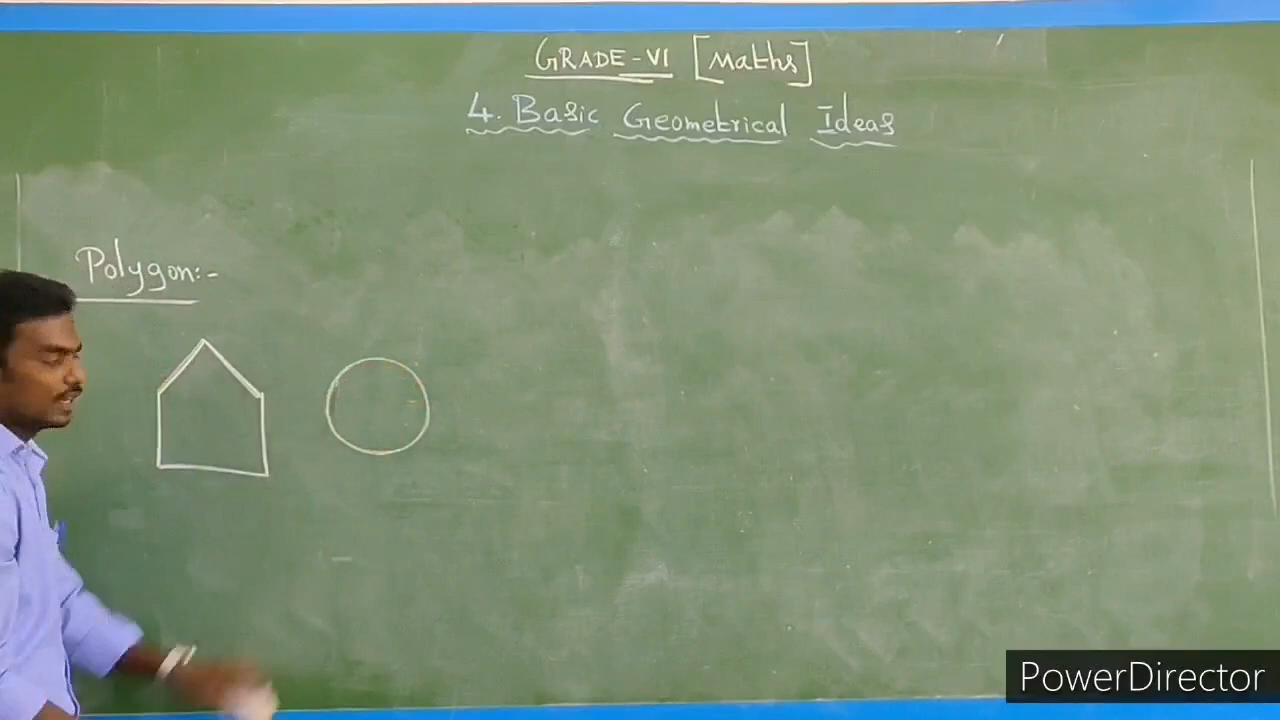 GRADE-VI [Maths]
4. Basic Geometrical Ideas
Polygon:-
PowerDirector